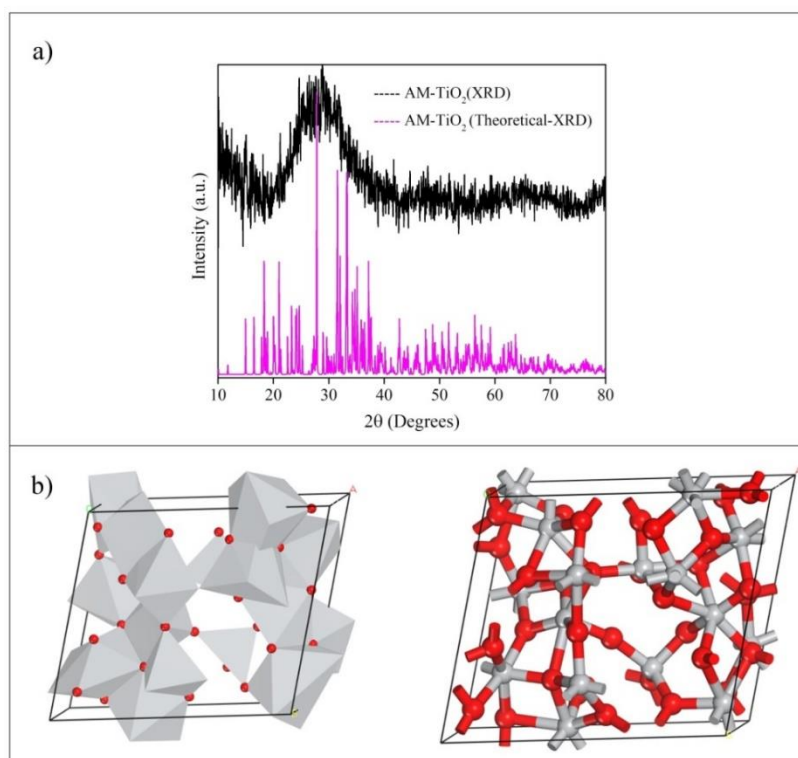 a)
AM-TiO₂(XRD)
AM-TiO₂ (Theoretical-XRD)
Intensity (a.u.)
10 20 30 40 50 60 70 80
2θ (Degrees)
b)
A
A